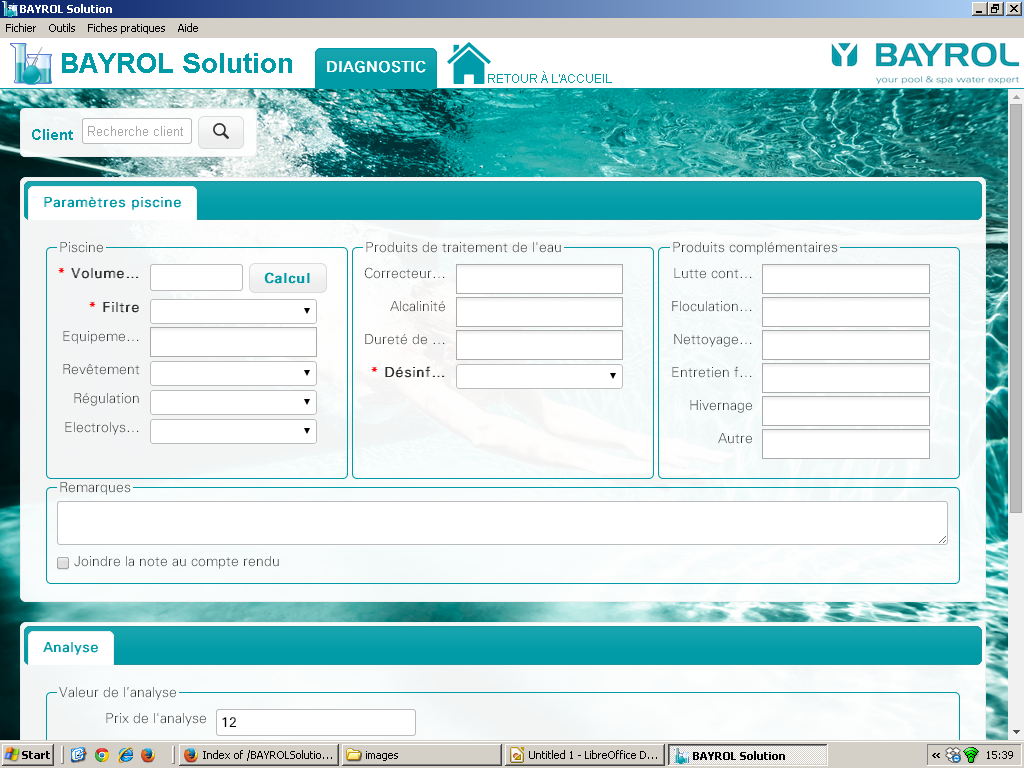 BAYROL Solution
Fichier Outils Fiches pratiques Aide
BAYROL Solution
DIAGNOSTIC
RETOUR À L'ACCUEIL
BAYROL
your pool & spa water expert
Client Recherche client
Paramètres piscine
Piscine
* Volume...
Calcul
* Filtre
Equipeme...
Revêtement
Régulation
Electrolys...
Produits de traitement de l'eau
Correcteur...
Alcalinité
Dureté de ...
* Désinf...
Produits complémentaires
Lutte cont...
Floculation...
Nettoyage...
Entretien f...
Hivernage
Autre
Remarques
Joindre la note au compte rendu
Analyse
Valeur de l'analyse
Prix de l'analyse 12
Start
Index of /BAYROLSolutio...
images
Untitled 1 - LibreOffice D...
BAYROL Solution
« 15:39